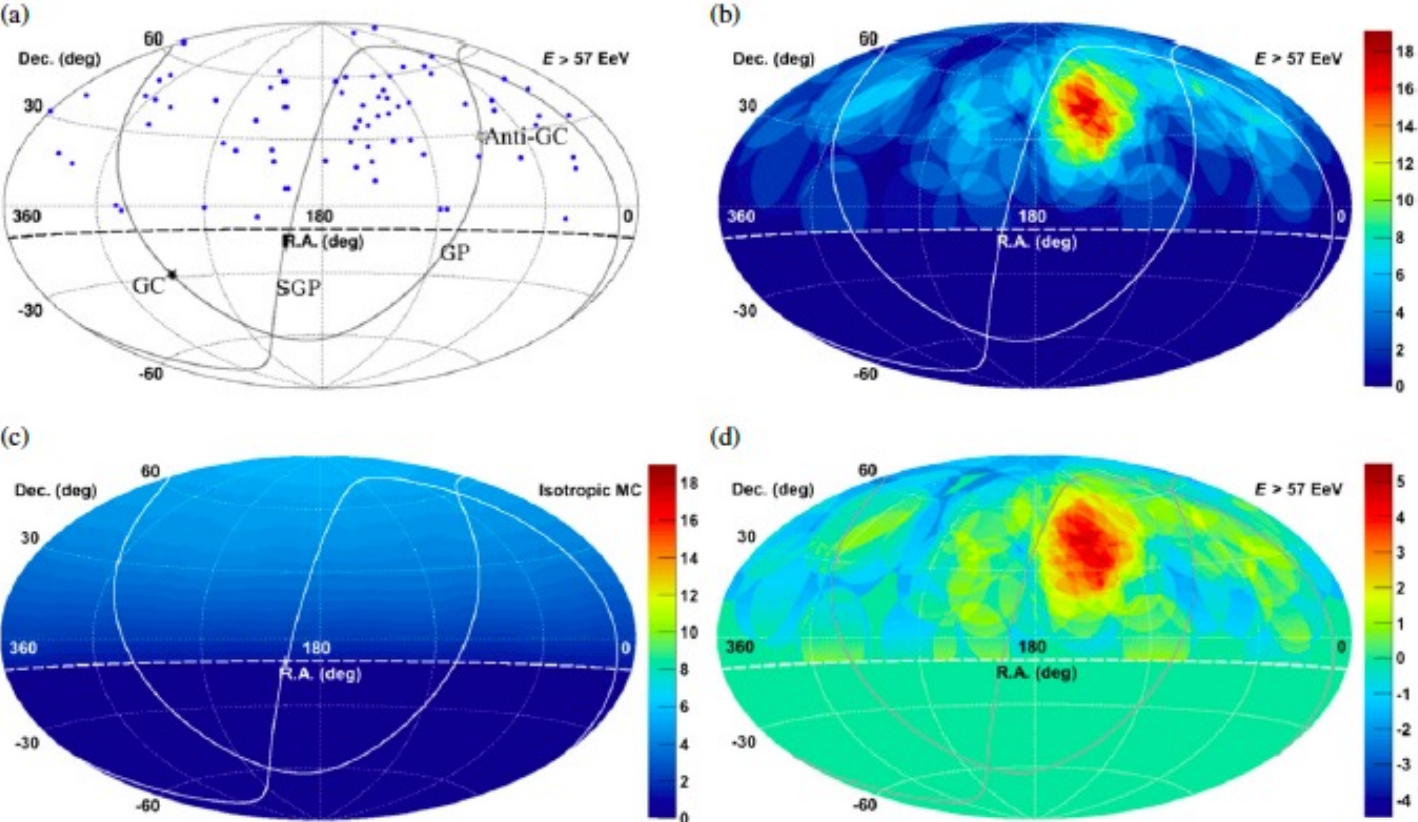 (a)
60
Dec. (deg)
E > 57 EeV
30
Anti-GC
360
180
0
R.A. (deg)
GP
GC
SGP
-30
-60
(b)
60
Dec. (deg)
E > 57 EeV
30
360
180
0
R.A. (deg)
-30
-60
18
16
14
12
10
8
6
4
2
0
(c)
60
Dec. (deg)
Isotropic MC
30
360
180
0
R.A. (deg)
-30
-60
18
16
14
12
10
8
6
4
2
0
(d)
60
Dec. (deg)
E > 57 EeV
30
360
180
0
R.A. (deg)
-30
-60
5
4
3
2
1
0
-1
-2
-3
-4